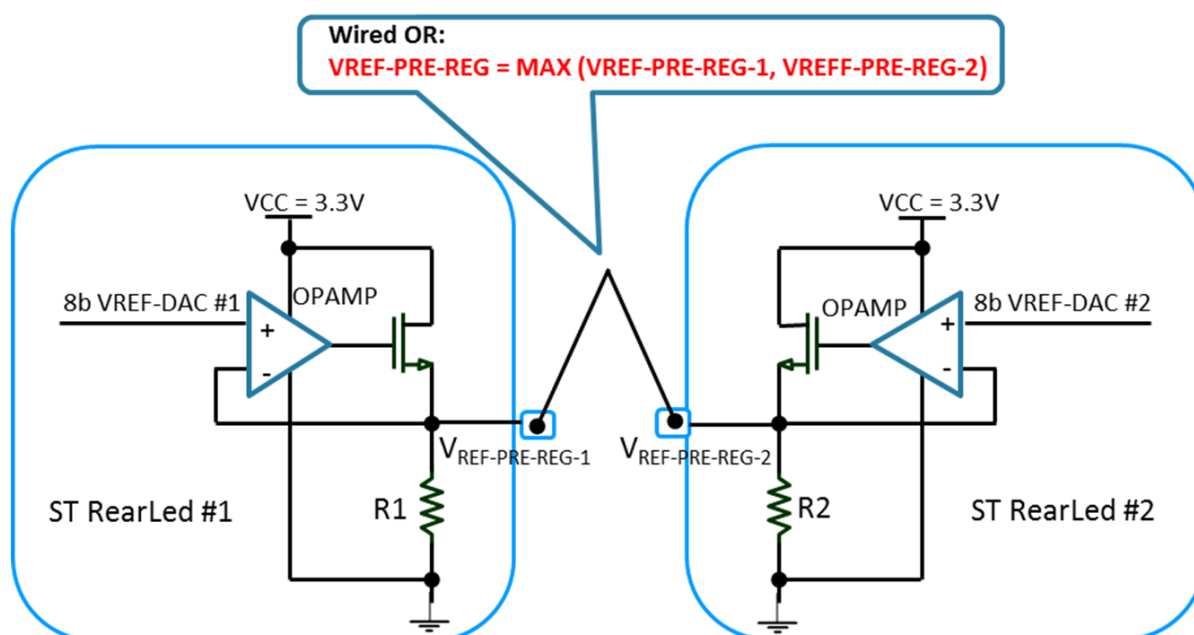 Wired OR:
VREF-PRE-REG = MAX (VREF-PRE-REG-1, VREFF-PRE-REG-2)
VCC = 3.3V
8b VREF-DAC #1
OPAMP
+
-
VREF-PRE-REG-1
R1
ST RearLed #1
VCC = 3.3V
OPAMP
8b VREF-DAC #2
+
-
VREF-PRE-REG-2
R2
ST RearLed #2